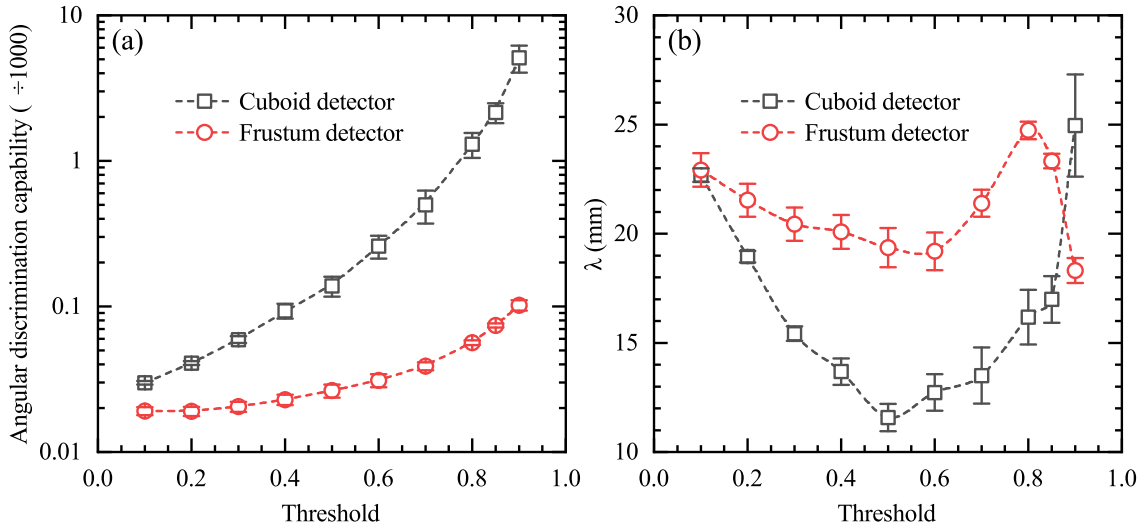 (a)
Cuboid detector
Frustum detector
10
1
0.1
0.01
0.0 0.2 0.4 0.6 0.8 1.0
Threshold
Angular discrimination capability ( ÷1000)
(b)
Cuboid detector
Frustum detector
30
25
20
15
10
0.0 0.2 0.4 0.6 0.8 1.0
Threshold
λ (mm)